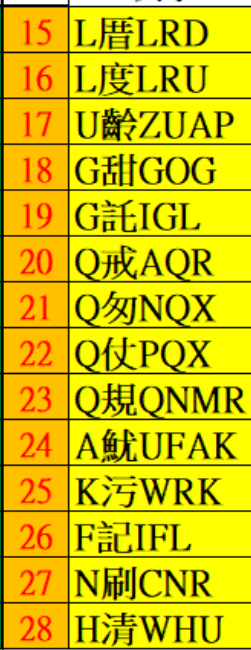 15 L厝LRD
16 L度LRU
17 U齡ZUAP
18 G甜GOG
19 G託IGL
20 Q戒AQR
21 Q匆NQX
22 Q仗PQX
23 Q規QNMR
24 A魷UFAK
25 K污WRK
26 F記IFL
27 N刷CNR
28 H清WHU